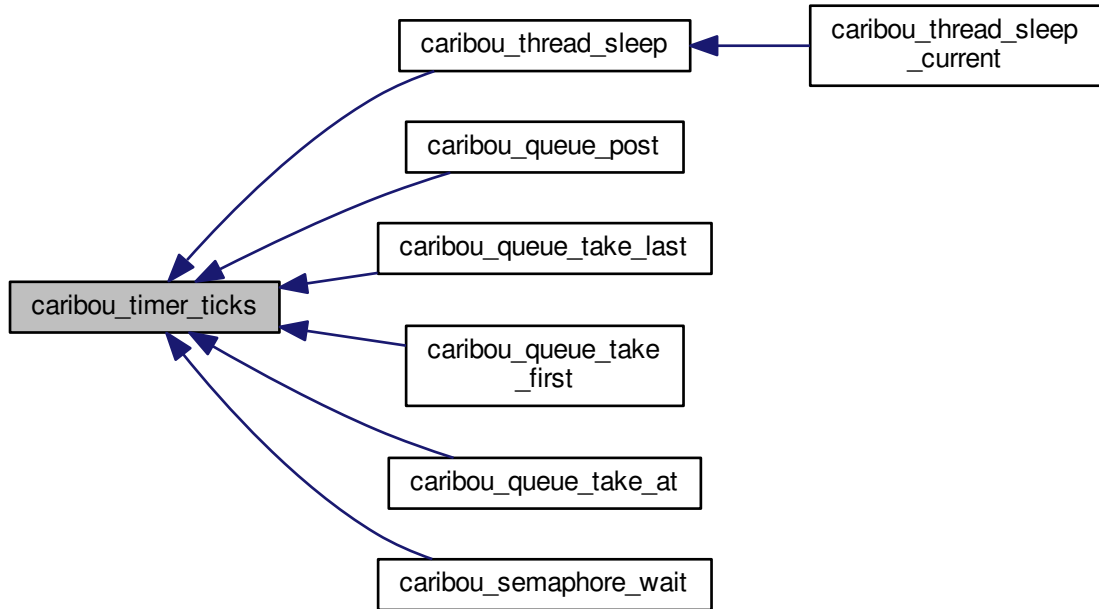 caribou_thread_sleep
caribou_thread_sleep
_current
caribou_queue_post
caribou_queue_take_last
caribou_timer_ticks
caribou_queue_take
_first
caribou_queue_take_at
caribou_semaphore_wait